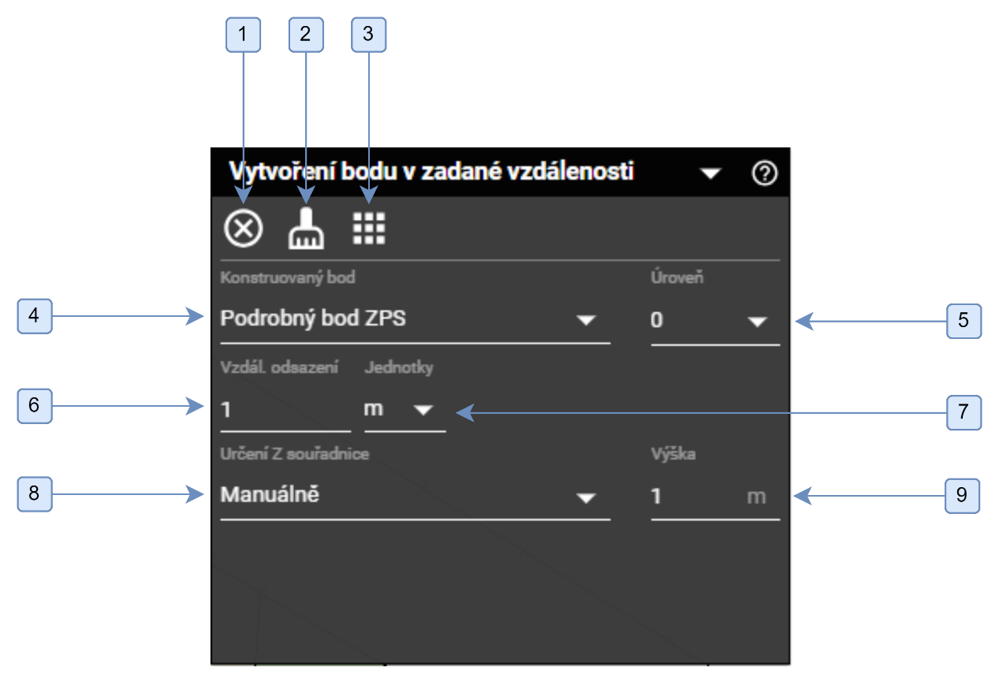 1 2 3
Vytvoření bodu v zadané vzdálenosti
Konstruovaný bod Úroveň
4 Podrobný bod ZPS 0 5
Vzdál. odsazení Jednotky
6 1 m 7
Určení Z souřadnice Výška
8 Manuálně 1 m 9